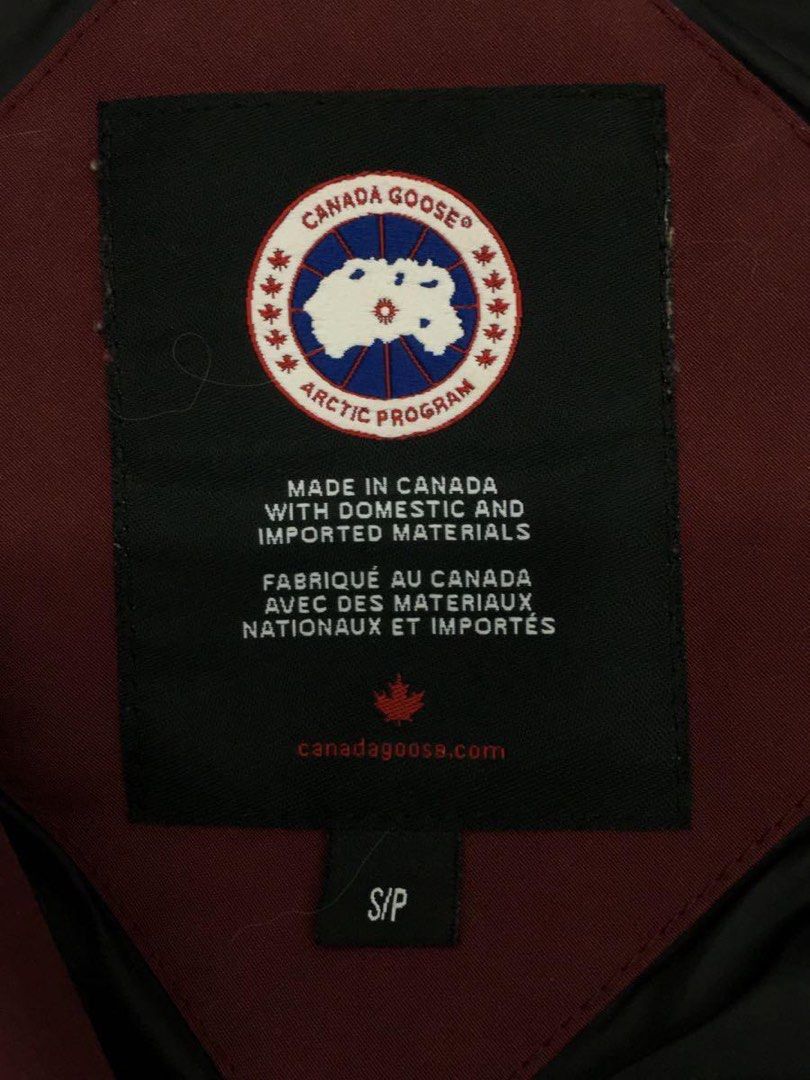 CANADA GOOSE®
ARCTIC PROGRAM
MADE IN CANADA
WITH DOMESTIC AND
IMPORTED MATERIALS
FABRIQUÉ AU CANADA
AVEC DES MATERIAUX
NATIONAUX ET IMPORTÉS
canadagoose.com
S/P